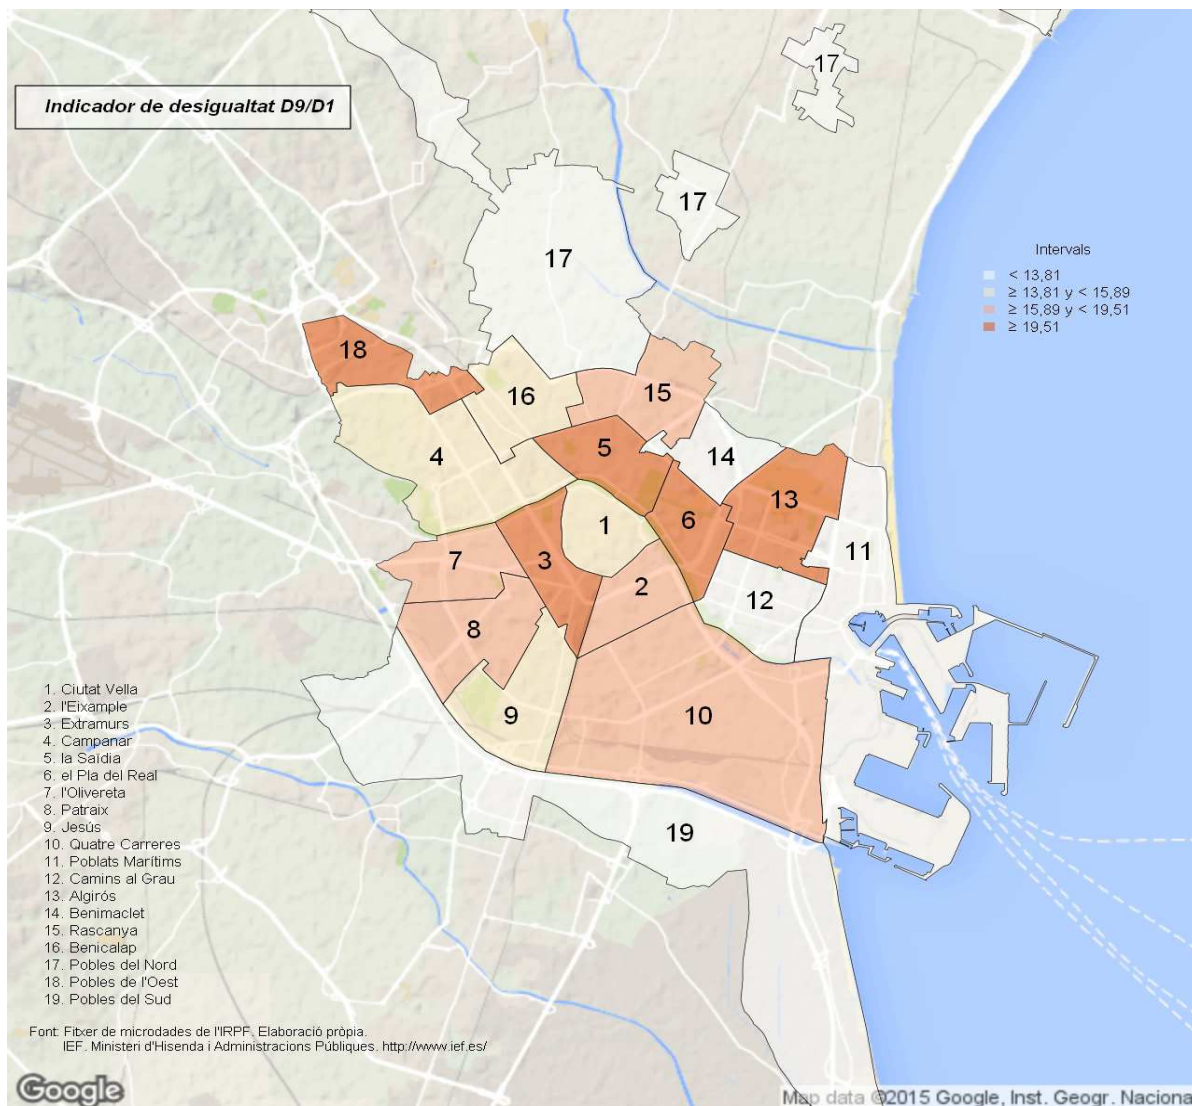 Indicador de desigualtat D9/D1
17
17
17
Intervals
< 13,81
≥ 13,81 y < 15,89
≥ 15,89 y < 19,51
≥ 19,51
18
16
15
4
5
14
13
1
6
11
7
3
2
12
8
9
10
19
1. Ciutat Vella
2. l'Eixample
3. Extramurs
4. Campanar
5. la Saïdia
6. el Pla del Real
7. l'Olivereta
8. Patraix
9. Jesús
10. Quatre Carreres
11. Poblats Marítims
12. Camins al Grau
13. Algirós
14. Benimaclet
15. Rascanya
16. Benicalap
17. Pobles del Nord
18. Pobles de l'Oest
19. Pobles del Sud
Font: Fitxer de microdades de l'IRPF. Elaboració pròpia.
IEF. Ministeri d'Hisenda i Administracions Públiques. http://www.ief.es/
Google
Map data ©2015 Google, Inst. Geogr. Naciona